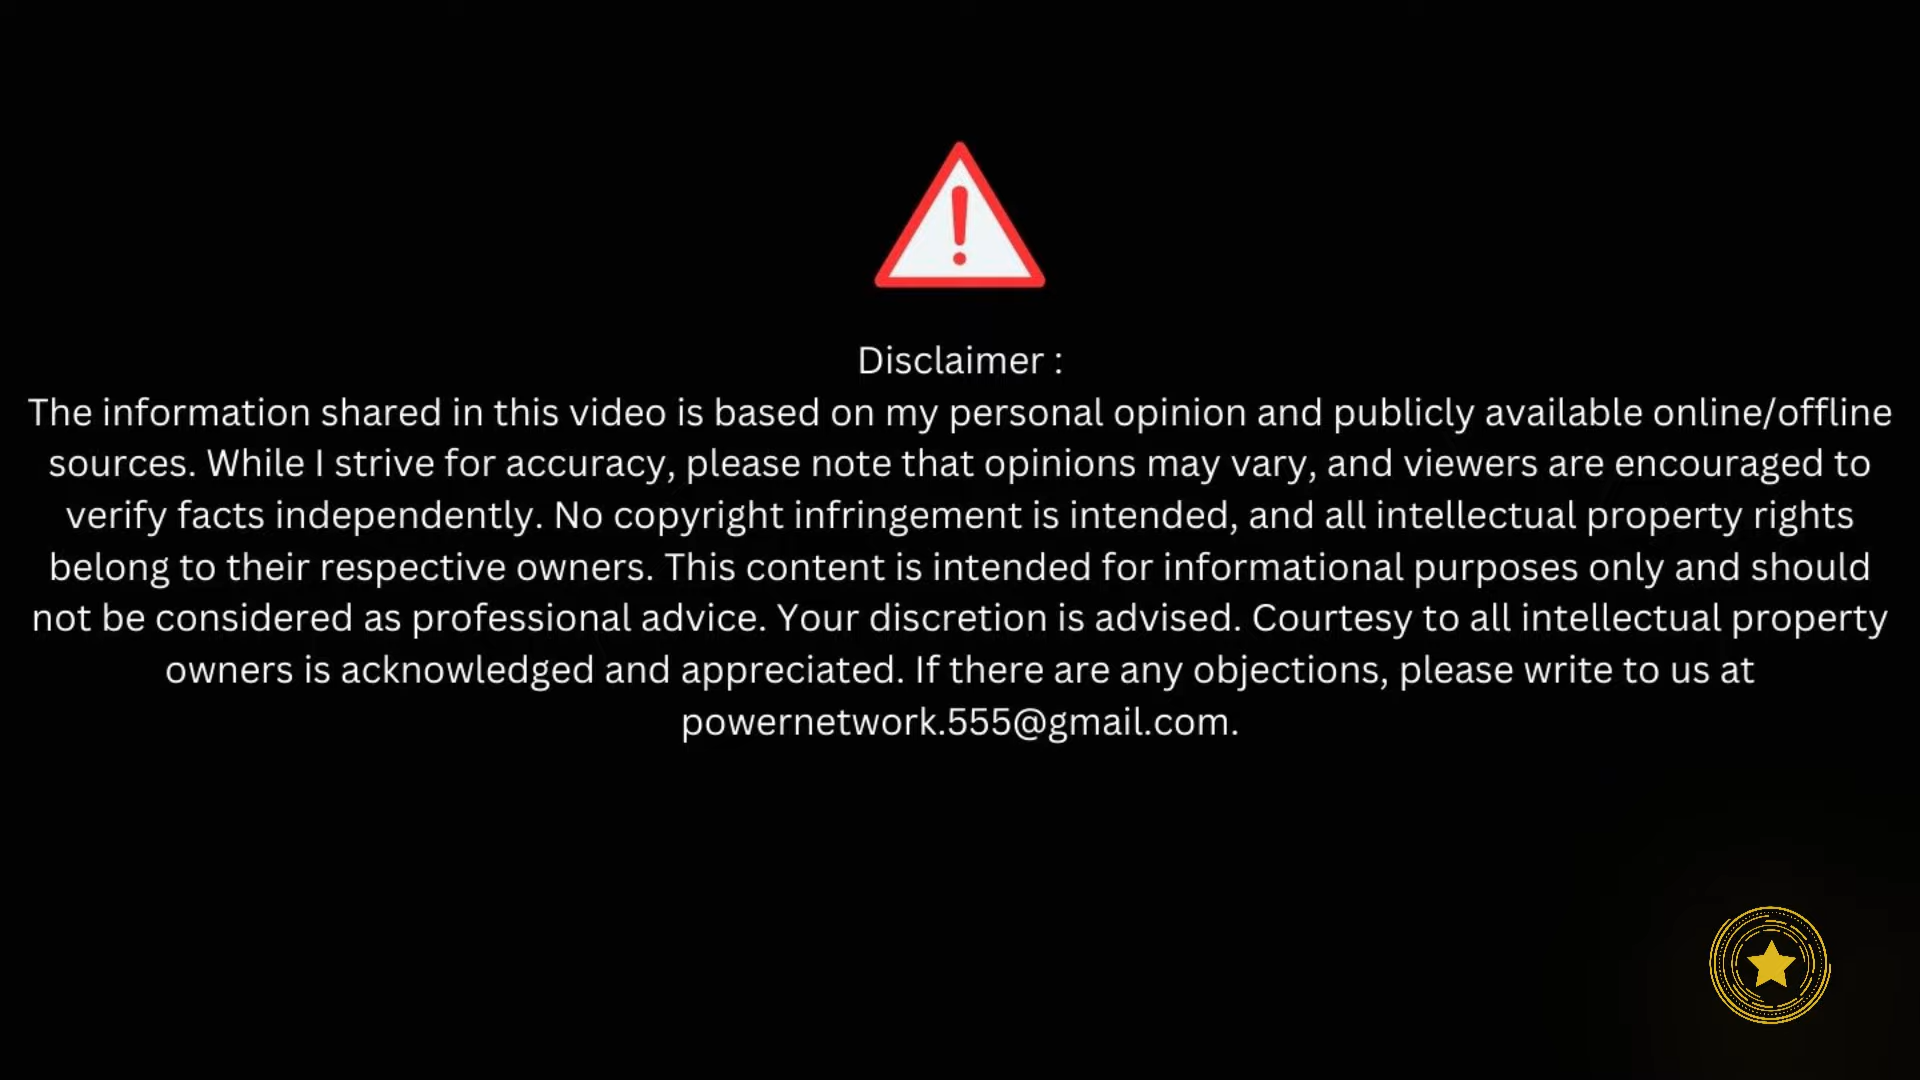 Disclaimer :
The information shared in this video is based on my personal opinion and publicly available online/offline
sources. While I strive for accuracy, please note that opinions may vary, and viewers are encouraged to
verify facts independently. No copyright infringement is intended, and all intellectual property rights
belong to their respective owners. This content is intended for informational purposes only and should
not be considered as professional advice. Your discretion is advised. Courtesy to all intellectual property
owners is acknowledged and appreciated. If there are any objections, please write to us at
powernetwork.555@gmail.com.